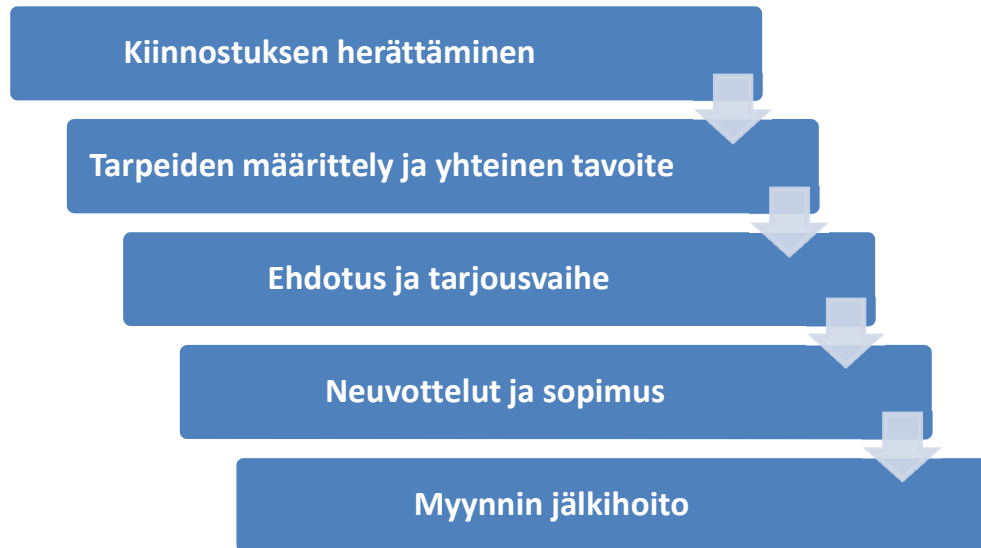 Kiinnostuksen herättäminen
Tarpeiden määrittely ja yhteinen tavoite
Ehdotus ja tarjousvaihe
Neuvottelut ja sopimus
Myynnin jälkihoito